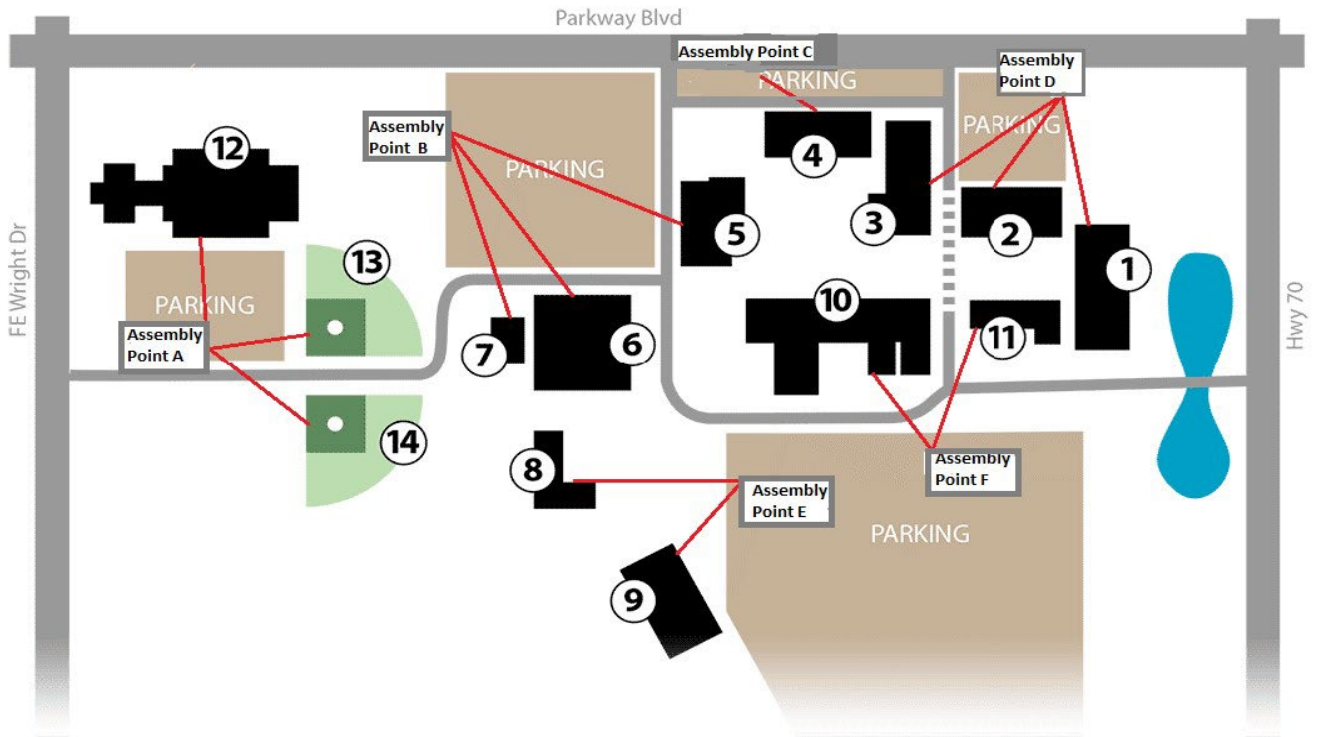 Parkway Blvd
Assembly Point C
PARKING
Assembly
Point D
PARKING
Assembly
Point B
PARKING
12
4
3
5
2
1
13
10
FE Wright Dr
Hwy 70
PARKING
Assembly
Point A
7
6
11
14
8
Assembly
Point F
Assembly
Point E
PARKING
9